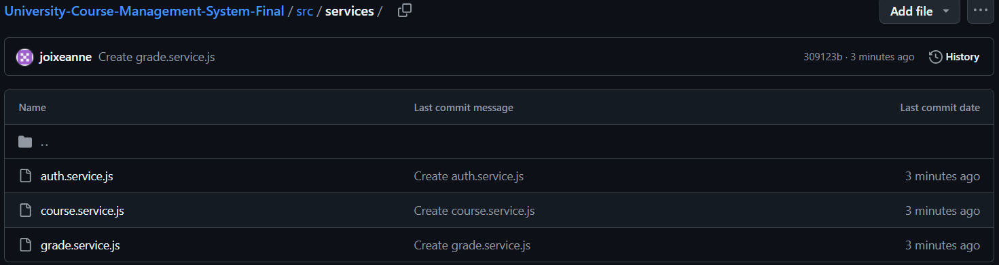 University-Course-Management-System-Final / src / services / Add file ...
joixeanne Create grade.service.js 309123b · 3 minutes ago History
Name Last commit message Last commit date
..
auth.service.js Create auth.service.js 3 minutes ago
course.service.js Create course.service.js 3 minutes ago
grade.service.js Create grade.service.js 3 minutes ago